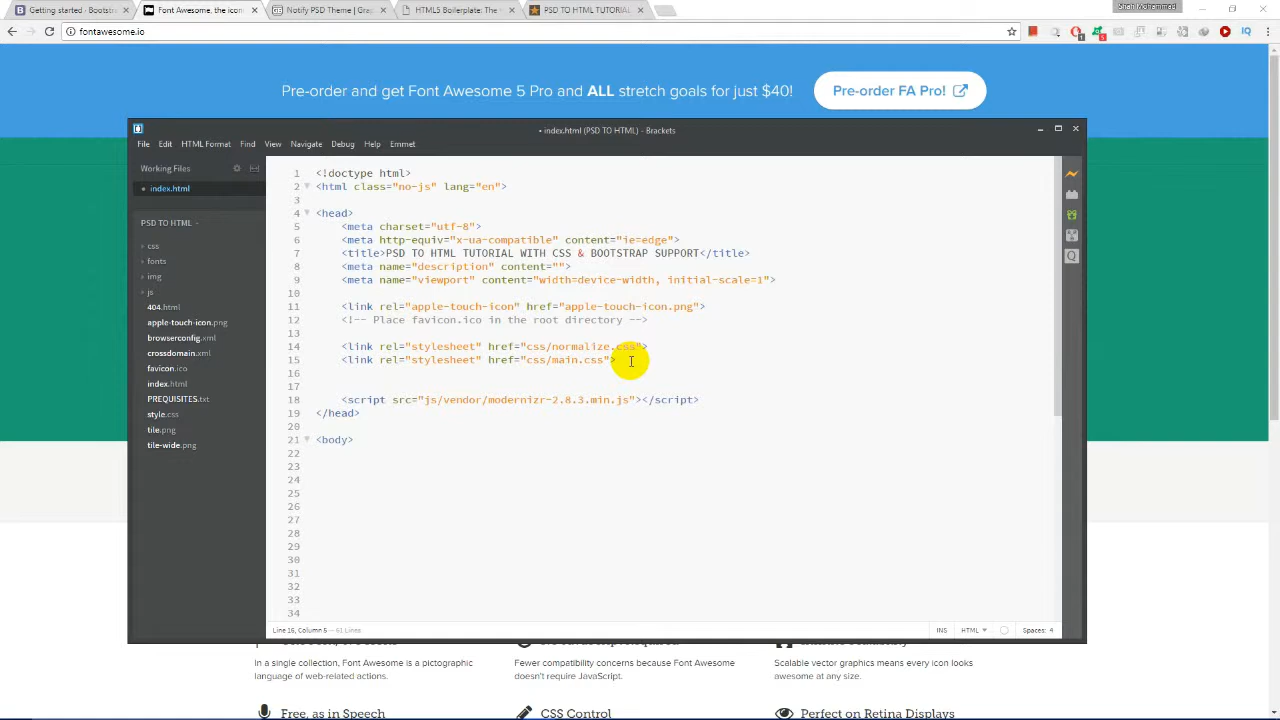 Getting started · Bootstrap
Font Awesome, the iconi
Notify PSD Theme | Grap
HTML5 Boilerplate: The
PSD TO HTML5 TUTORIAL
Shah Mohammad
fontawesome.io
Pre-order and get Font Awesome 5 Pro and ALL stretch goals for just $40!
Pre-order FA Pro!
• index.html (PSD TO HTML) - Brackets
File Edit HTML Format Find View Navigate Debug Help Emmet
Working Files
• index.html
PSD TO HTML
css
fonts
img
js
404.html
apple-touch-icon.png
browserconfig.xml
crossdomain.xml
favicon.ico
index.html
PREQUISITES.txt
style.css
tile.png
tile-wide.png
1 <!doctype html>
2 <html class="no-js" lang="en">
3
4 <head>
5 <meta charset="utf-8">
6 <meta http-equiv="x-ua-compatible" content="ie=edge">
7 <title>PSD TO HTML TUTORIAL WITH CSS & BOOTSTRAP SUPPORT</title>
8 <meta name="description" content="">
9 <meta name="viewport" content="width=device-width, initial-scale=1">
10
11 <link rel="apple-touch-icon" href="apple-touch-icon.png">
12 <!-- Place favicon.ico in the root directory -->
13
14 <link rel="stylesheet" href="css/normalize.css">
15 <link rel="stylesheet" href="css/main.css">
16
17
18 <script src="js/vendor/modernizr-2.8.3.min.js"></script>
19 </head>
20
21 <body>
22
23
24
25
26
27
28
29
30
31
32
33
34
Line 16, Column 5 — 61 Lines
INS HTML Spaces: 4
In a single collection, Font Awesome is a pictographic
language of web-related actions.
Fewer compatibility concerns because Font Awesome
doesn't require JavaScript.
Scalable vector graphics means every icon looks
awesome at any size.
Free, as in Speech
CSS Control
Perfect on Retina Displays